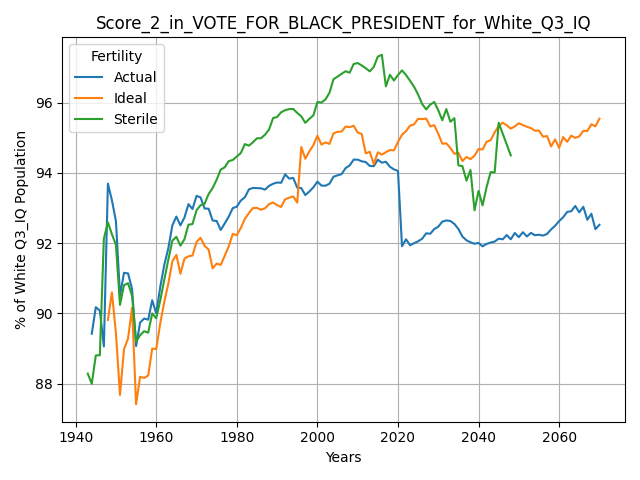 Score_2_in_VOTE_FOR_BLACK_PRESIDENT_for_White_Q3_IQ
Fertility
Actual
Ideal
Sterile
% of White Q3_IQ Population
96
94
92
90
88
1940 1960 1980 2000 2020 2040 2060
Years